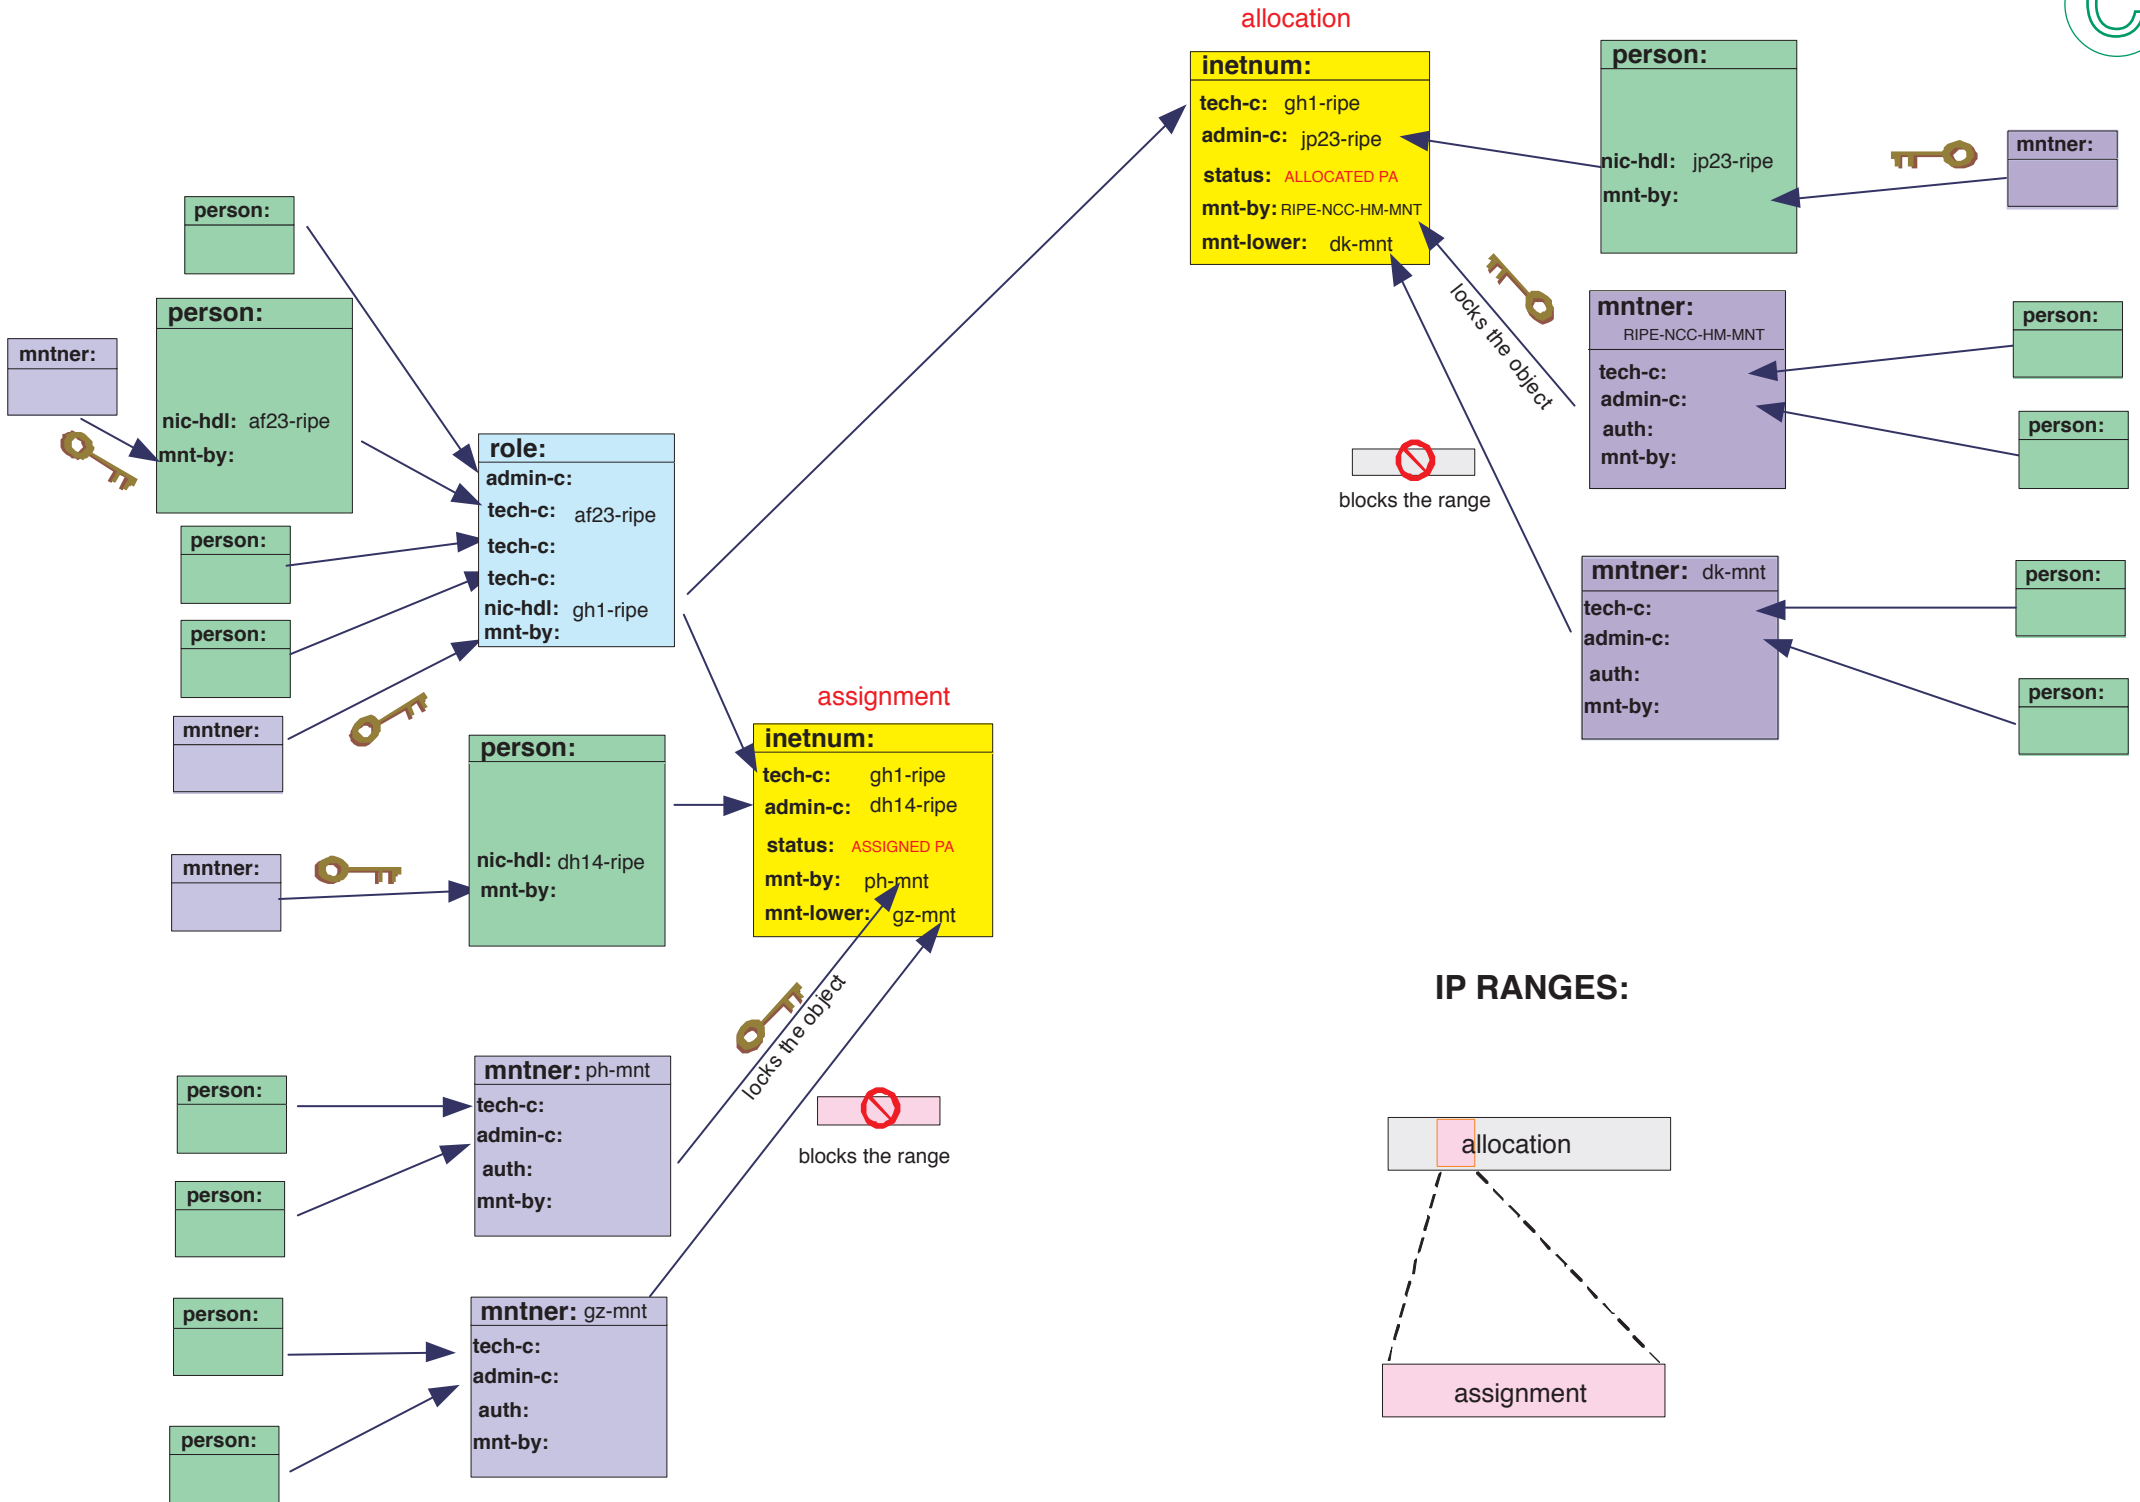 allocation
inetnum:
tech-c: gh1-ripe
admin-c: jp23-ripe
status: ALLOCATED PA
mnt-by: RIPE-NCC-HM-MNT
mnt-lower: dk-mnt
person:
nic-hdl: jp23-ripe
mnt-by:
mntner:
locks the object
mntner:
RIPE-NCC-HM-MNT
tech-c:
admin-c:
auth:
mnt-by:
person:
person:
blocks the range
mntner: dk-mnt
tech-c:
admin-c:
auth:
mnt-by:
person:
person:
person:
person:
nic-hdl: af23-ripe
mnt-by:
mntner:
role:
admin-c:
tech-c: af23-ripe
tech-c:
tech-c:
nic-hdl: gh1-ripe
mnt-by:
person:
person:
mntner:
assignment
inetnum:
tech-c: gh1-ripe
admin-c: dh14-ripe
status: ASSIGNED PA
mnt-by: ph-mnt
mnt-lower: gz-mnt
person:
nic-hdl: dh14-ripe
mnt-by:
mntner:
locks the object
blocks the range
mntner: ph-mnt
tech-c:
admin-c:
auth:
mnt-by:
person:
person:
mntner: gz-mnt
tech-c:
admin-c:
auth:
mnt-by:
person:
person:
IP RANGES:
allocation
assignment